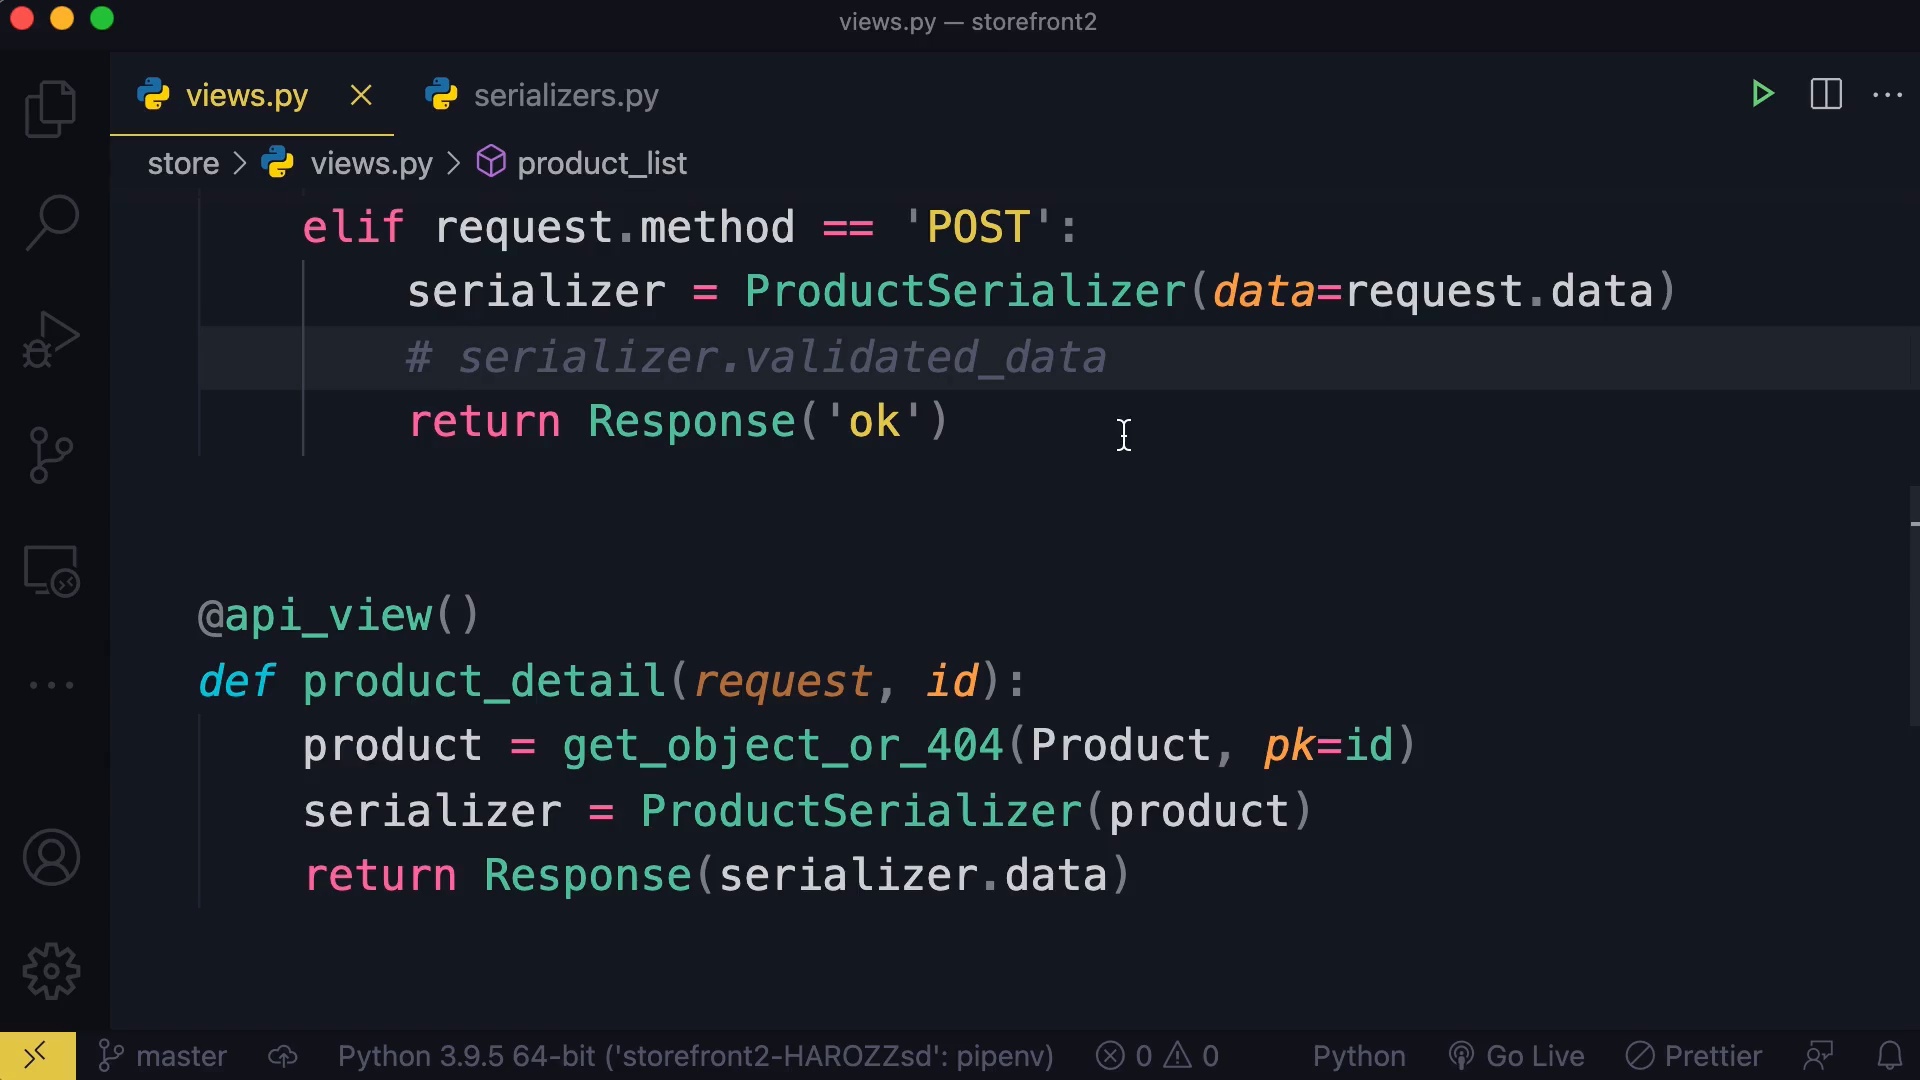 views.py — storefront2
views.py
serializers.py
store > views.py > product_list
elif request.method == 'POST':
serializer = ProductSerializer(data=request.data)
# serializer.validated_data
return Response('ok')
@api_view()
def product_detail(request, id):
product = get_object_or_404(Product, pk=id)
serializer = ProductSerializer(product)
return Response(serializer.data)
master Python 3.9.5 64-bit ('storefront2-HAROZZsd': pipenv) 0 0 Python Go Live Prettier